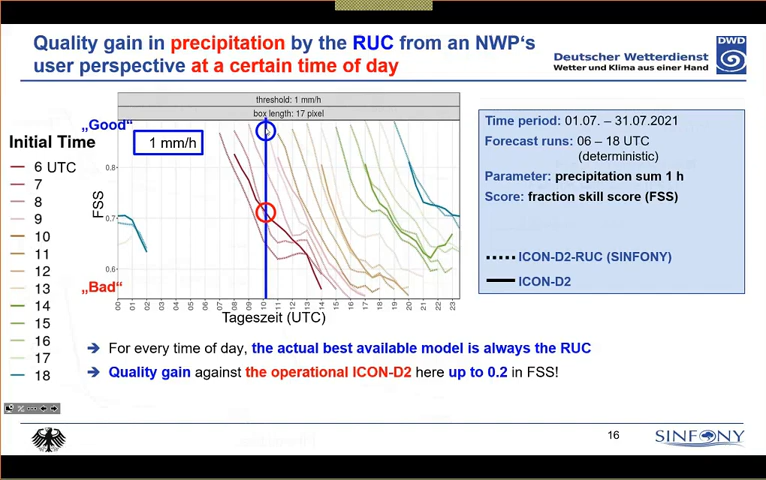 Quality gain in precipitation by the RUC from an NWP‘s
user perspective at a certain time of day
DWD
Deutscher Wetterdienst
Wetter und Klima aus einer Hand
threshold: 1 mm/h
box length: 17 pixel
„Good“
1 mm/h
Initial Time
6 UTC
7
8
9
10
11
12
13
14
15
16
17
18
FSS
0.8
0.7
0.6
„Bad“
00 01 02 03 04 05 06 07 08 09 10 11 12 13 14 15 16 17 18 19 20 21 22 23
Tageszeit (UTC)
Time period: 01.07. – 31.07.2021
Forecast runs: 06 – 18 UTC
(deterministic)
Parameter: precipitation sum 1 h
Score: fraction skill score (FSS)
ICON-D2-RUC (SINFONY)
ICON-D2
➔ For every time of day, the actual best available model is always the RUC
➔ Quality gain against the operational ICON-D2 here up to 0.2 in FSS!
16
SINFONY